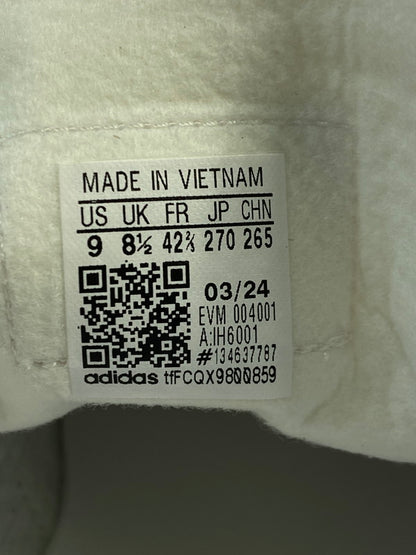 MADE IN VIETNAM
US UK FR JP CHN
9 8½ 42⅔ 270 265
03/24
EVM 004001
A:IH6001
#134637787
adidas tfFCQX9800859